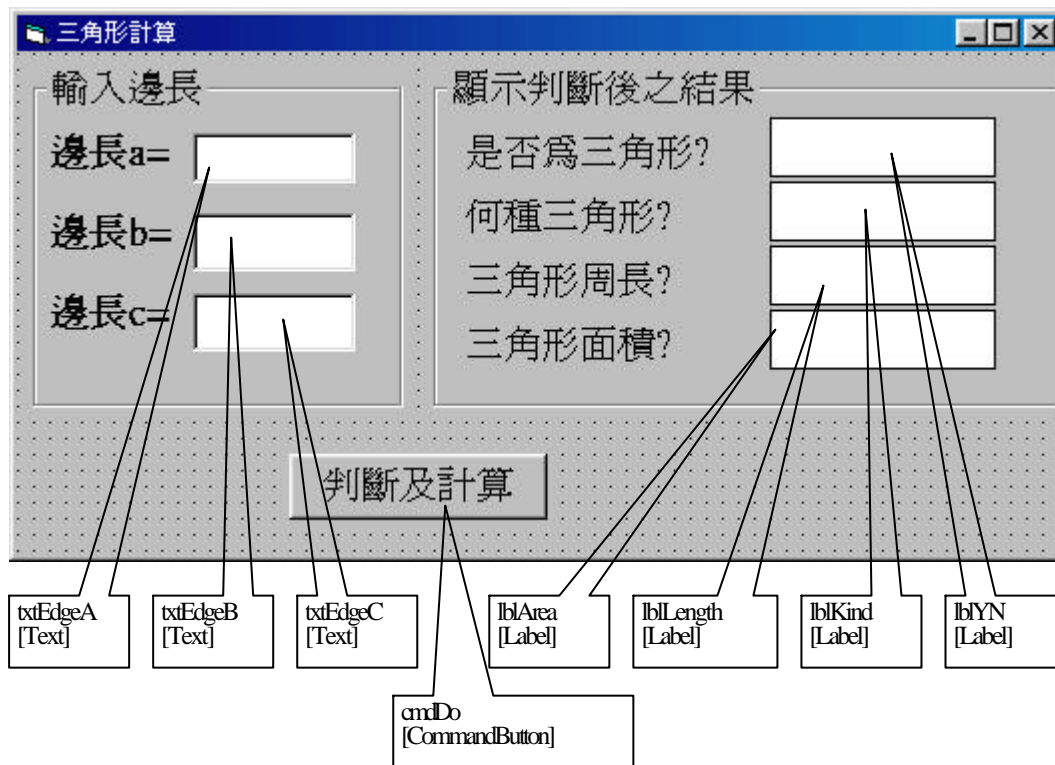 三角形計算
輸入邊長
邊長a=
邊長b=
邊長c=
顯示判斷後之結果
是否為三角形?
何種三角形?
三角形周長?
三角形面積?
判斷及計算
txtEdgeA
[Text]
txtEdgeB
[Text]
txtEdgeC
[Text]
lblArea
[Label]
lblLength
[Label]
lblKind
[Label]
lblYN
[Label]
cmdDo
[CommandButton]